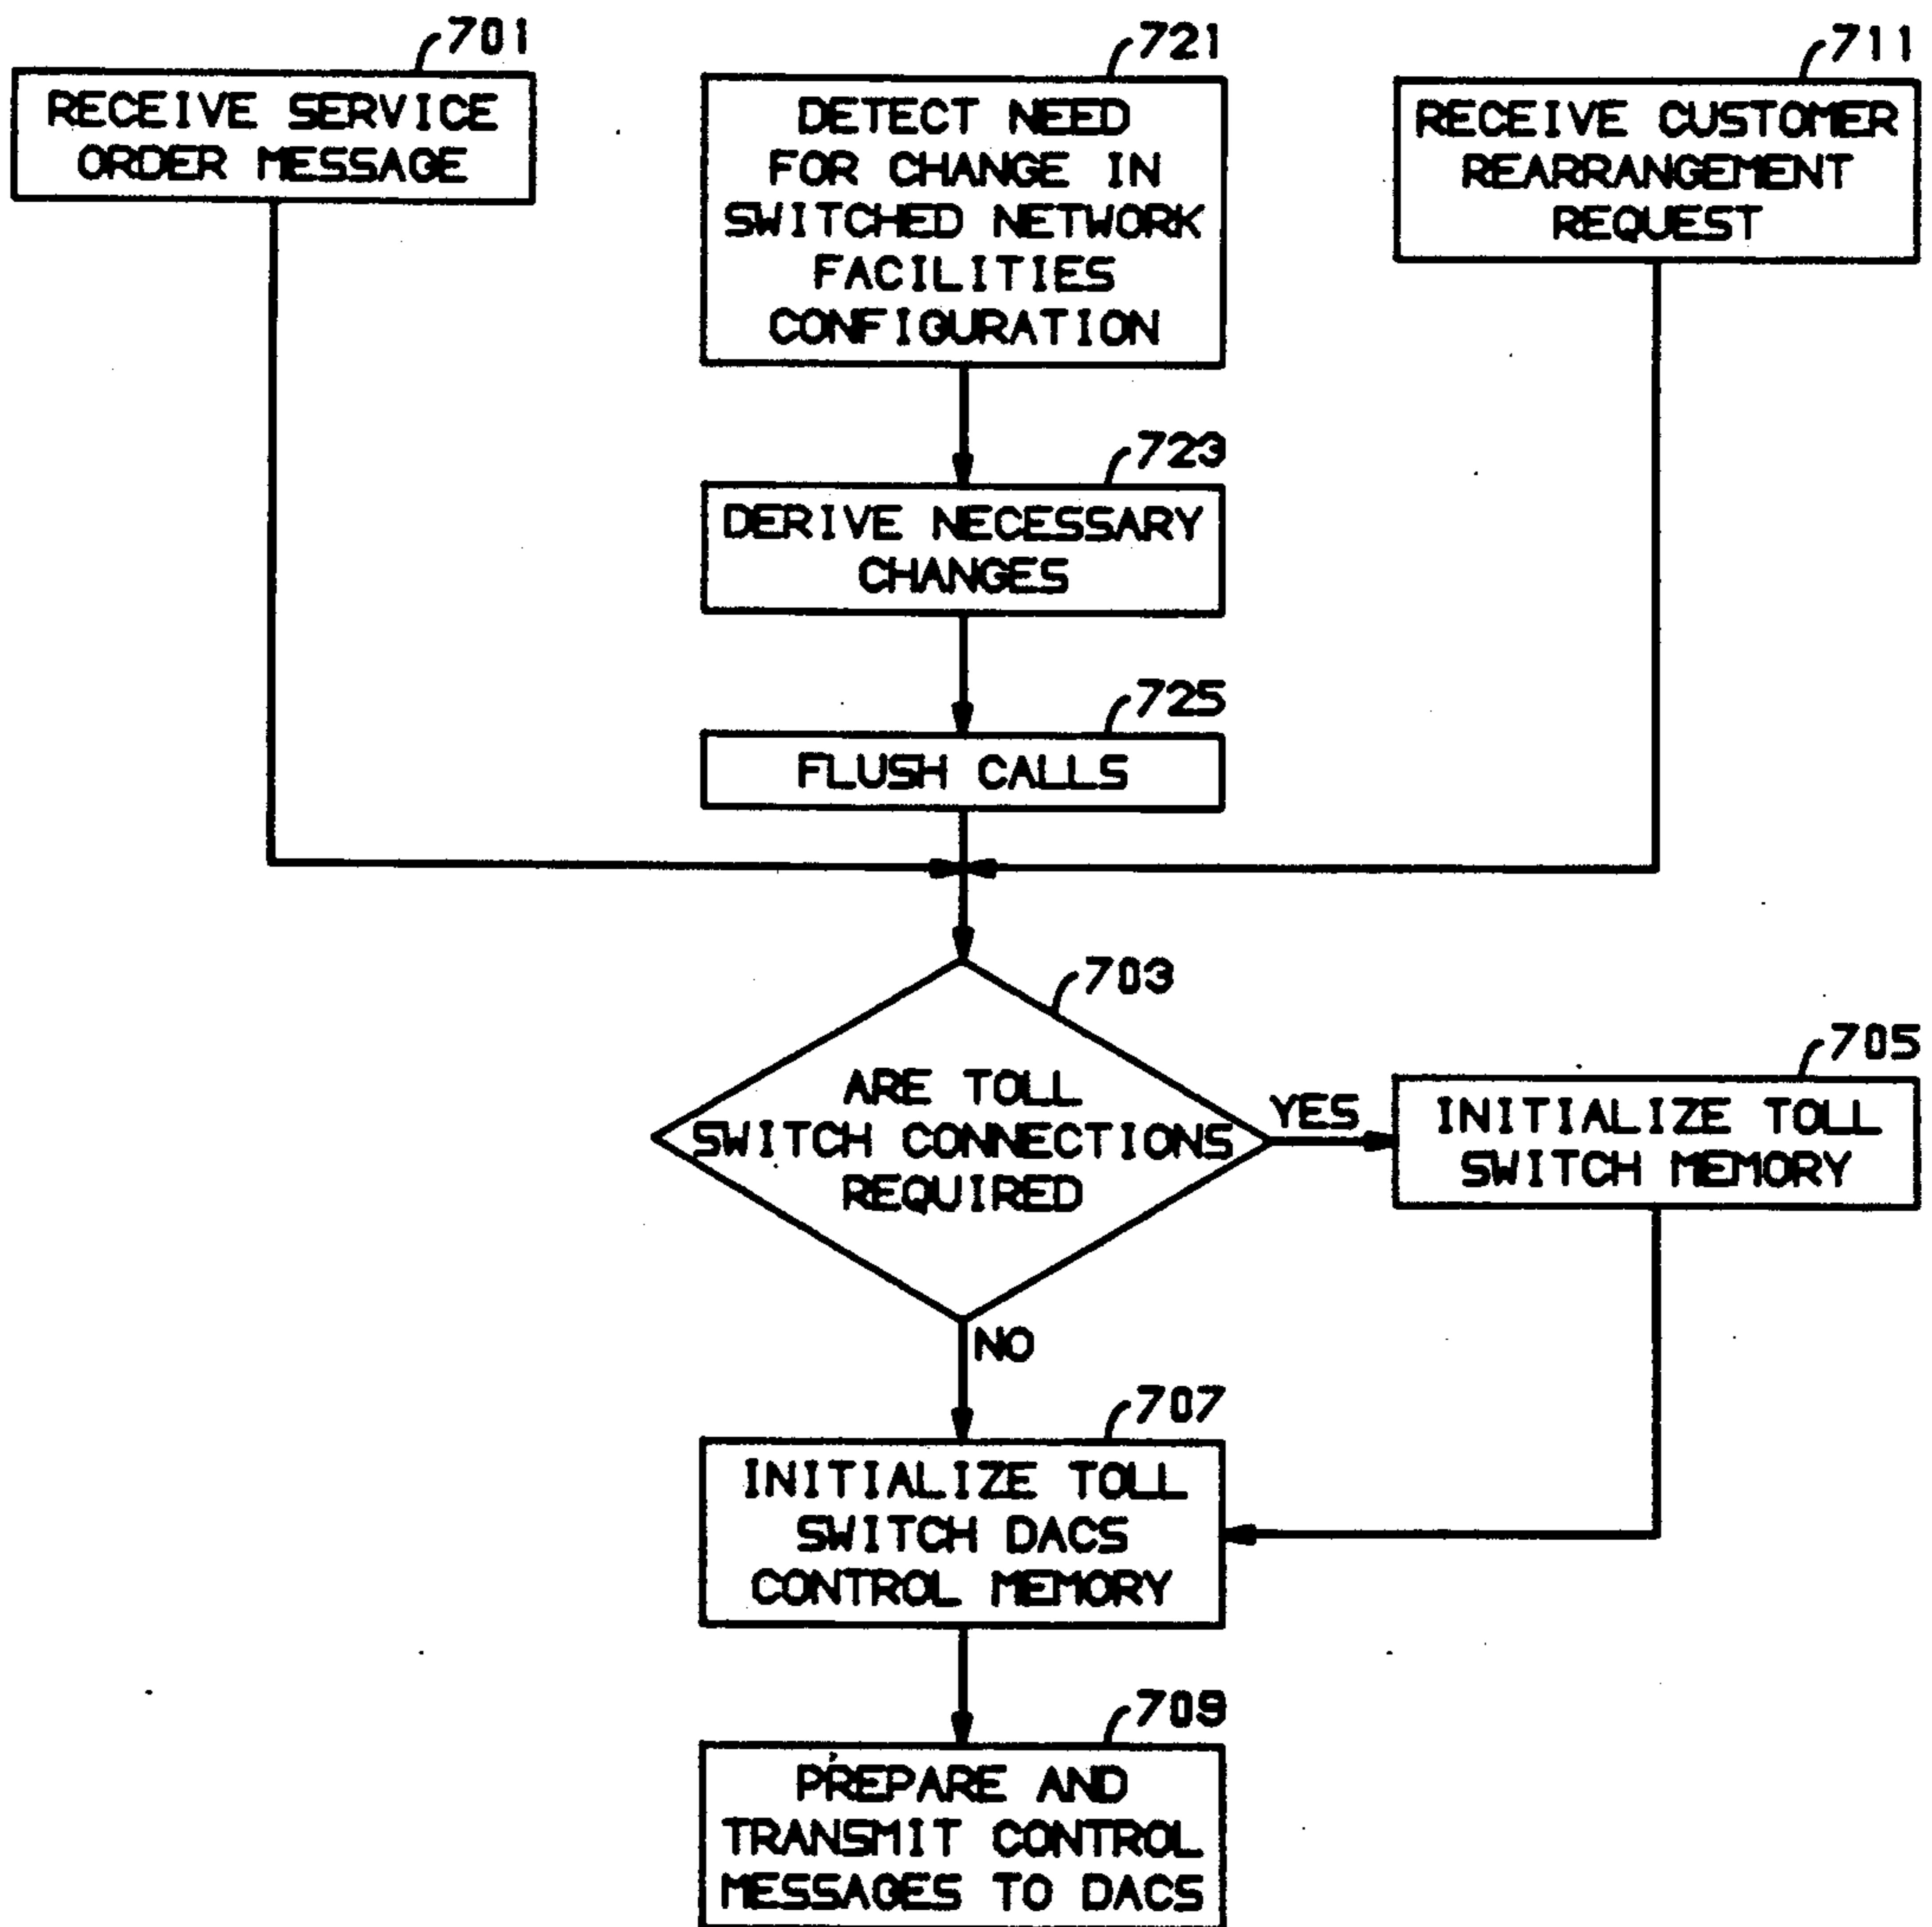 701
RECEIVE SERVICE
ORDER MESSAGE
721
DETECT NEED
FOR CHANGE IN
SWITCHED NETWORK
FACILITIES
CONFIGURATION
711
RECEIVE CUSTOMER
REARRANGEMENT
REQUEST
723
DERIVE NECESSARY
CHANGES
725
FLUSH CALLS
703
ARE TOLL
SWITCH CONNECTIONS
REQUIRED
YES
705
INITIALIZE TOLL
SWITCH MEMORY
NO
707
INITIALIZE TOLL
SWITCH DACS
CONTROL MEMORY
709
PREPARE AND
TRANSMIT CONTROL
MESSAGES TO DACS